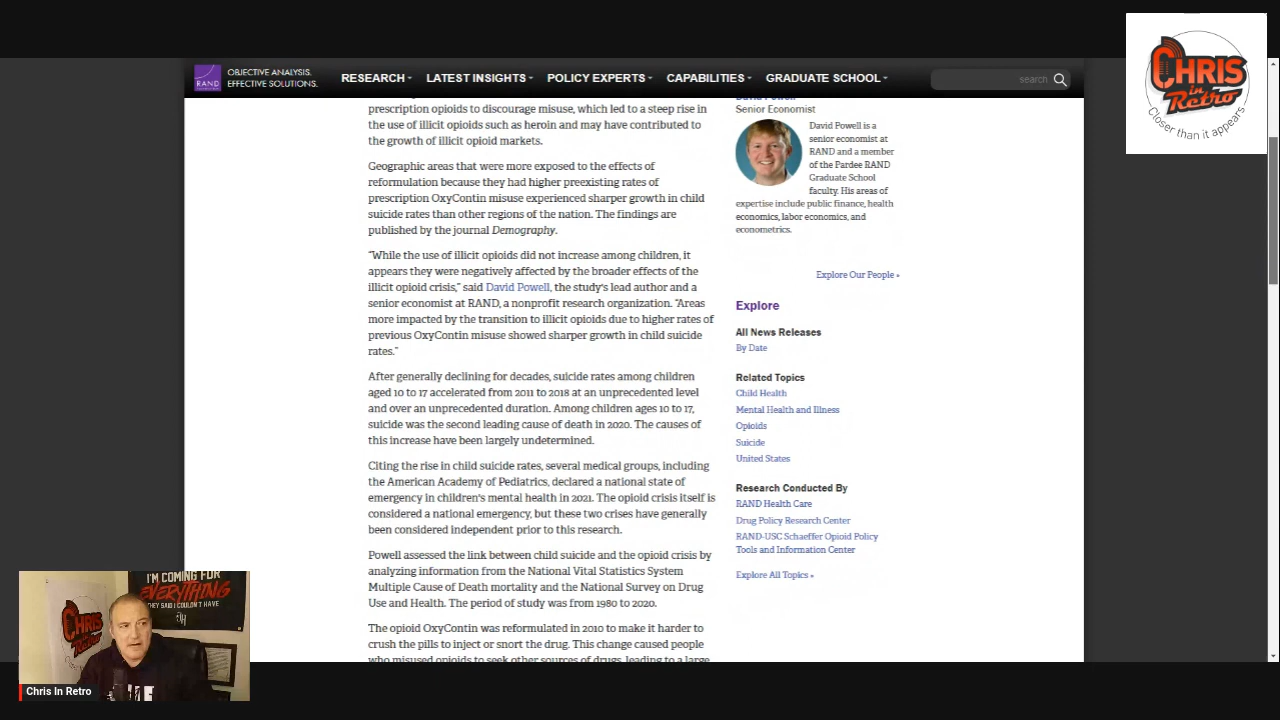 OBJECTIVE ANALYSIS.
EFFECTIVE SOLUTIONS.
RAND
RESEARCH
LATEST INSIGHTS
POLICY EXPERTS
CAPABILITIES
GRADUATE SCHOOL
search
CHRIS
in
Retro
Closer than it appears
prescription opioids to discourage misuse, which led to a steep rise in
the use of illicit opioids such as heroin and may have contributed to
the growth of illicit opioid markets.
Geographic areas that were more exposed to the effects of
reformulation because they had higher preexisting rates of
prescription OxyContin misuse experienced sharper growth in child
suicide rates than other regions of the nation. The findings are
published by the journal Demography.
“While the use of illicit opioids did not increase among children, it
appears they were negatively affected by the broader effects of the
illicit opioid crisis,” said David Powell, the study's lead author and a
senior economist at RAND, a nonprofit research organization. “Areas
more impacted by the transition to illicit opioids due to higher rates of
previous OxyContin misuse showed sharper growth in child suicide
rates.”
After generally declining for decades, suicide rates among children
aged 10 to 17 accelerated from 2011 to 2018 at an unprecedented level
and over an unprecedented duration. Among children ages 10 to 17,
suicide was the second leading cause of death in 2020. The causes of
this increase have been largely undetermined.
Citing the rise in child suicide rates, several medical groups, including
the American Academy of Pediatrics, declared a national state of
emergency in children's mental health in 2021. The opioid crisis itself is
considered a national emergency, but these two crises have generally
been considered independent prior to this research.
Powell assessed the link between child suicide and the opioid crisis by
analyzing information from the National Vital Statistics System
Multiple Cause of Death mortality and the National Survey on Drug
Use and Health. The period of study was from 1980 to 2020.
The opioid OxyContin was reformulated in 2010 to make it harder to
crush the pills to inject or snort the drug. This change caused people
who misused opioids to seek other sources of drugs, leading to a large
David Powell
Senior Economist
David Powell is a
senior economist at
RAND and a member
of the Pardee RAND
Graduate School
faculty. His areas of
expertise include public finance, health
economics, labor economics, and
econometrics.
Explore Our People »
Explore
All News Releases
By Date
Related Topics
Child Health
Mental Health and Illness
Opioids
Suicide
United States
Research Conducted By
RAND Health Care
Drug Policy Research Center
RAND-USC Schaeffer Opioid Policy
Tools and Information Center
Explore All Topics »
I'M COMING FOR
EVERYTHING
THEY SAID I COULDN'T HAVE
CHRIS
Retro
Chris In Retro